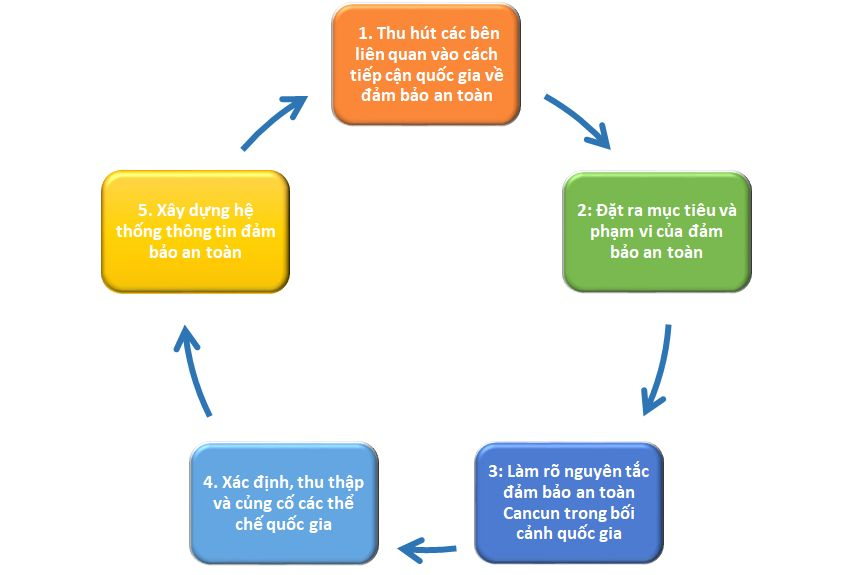 1. Thu hút các bên
liên quan vào cách
tiếp cận quốc gia về
đảm bảo an toàn
2: Đặt ra mục tiêu và
phạm vi của đảm
bảo an toàn
3: Làm rõ nguyên tắc
đảm bảo an toàn
Cancun trong bối
cảnh quốc gia
4. Xác định, thu thập
và củng cố các thể
chế quốc gia
5. Xây dựng hệ
thống thông tin đảm
bảo an toàn